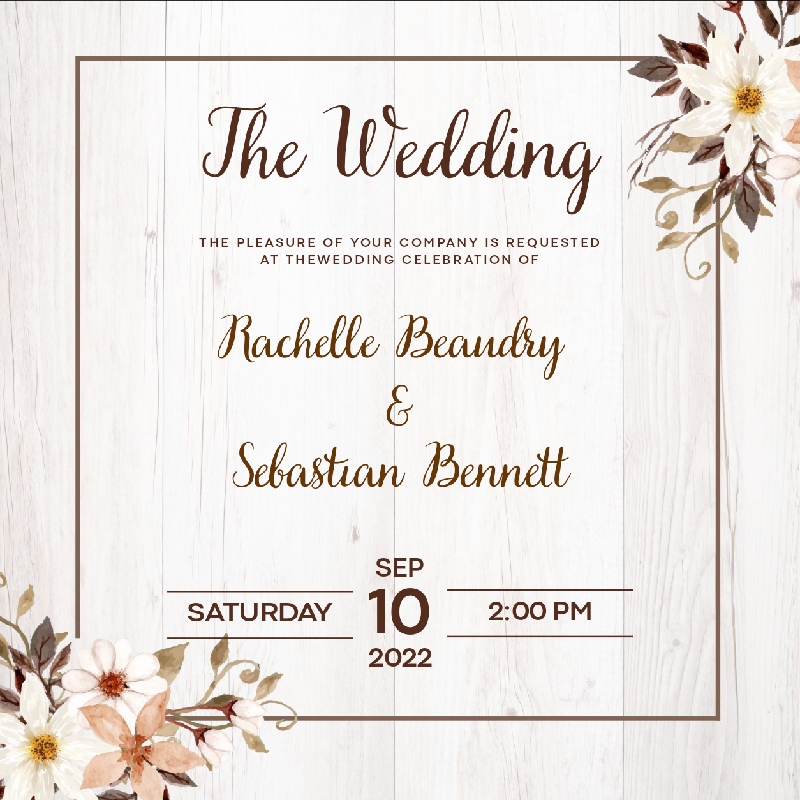 The Wedding
THE PLEASURE OF YOUR COMPANY IS REQUESTED
AT THEWEDDING CELEBRATION OF
Rachelle Beaudry
&
Sebastian Bennett
SEP
SATURDAY 10 2:00 PM
2022